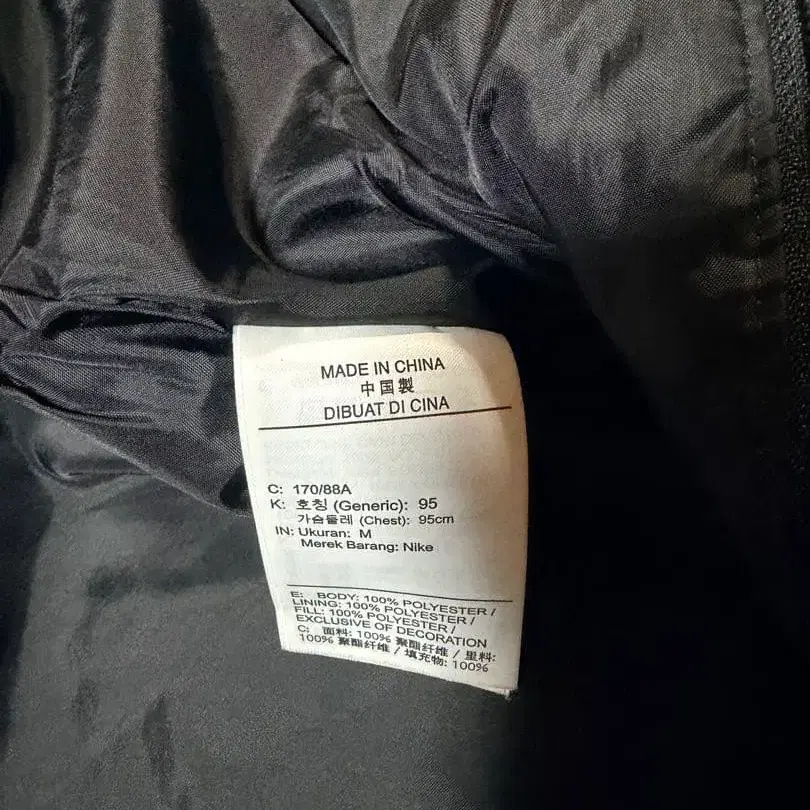 MADE IN CHINA
中国製
DIBUAT DI CINA
C: 170/88A
K: 호칭 (Generic): 95
가슴둘레 (Chest): 95cm
IN: Ukuran: M
Merek Barang: Nike
E: BODY: 100% POLYESTER /
LINING: 100% POLYESTER /
FILL: 100% POLYESTER /
EXCLUSIVE OF DECORATION
C: 面料: 100% 聚酯纤维 / 里料:
100% 聚酯纤维 / 填充物: 100%